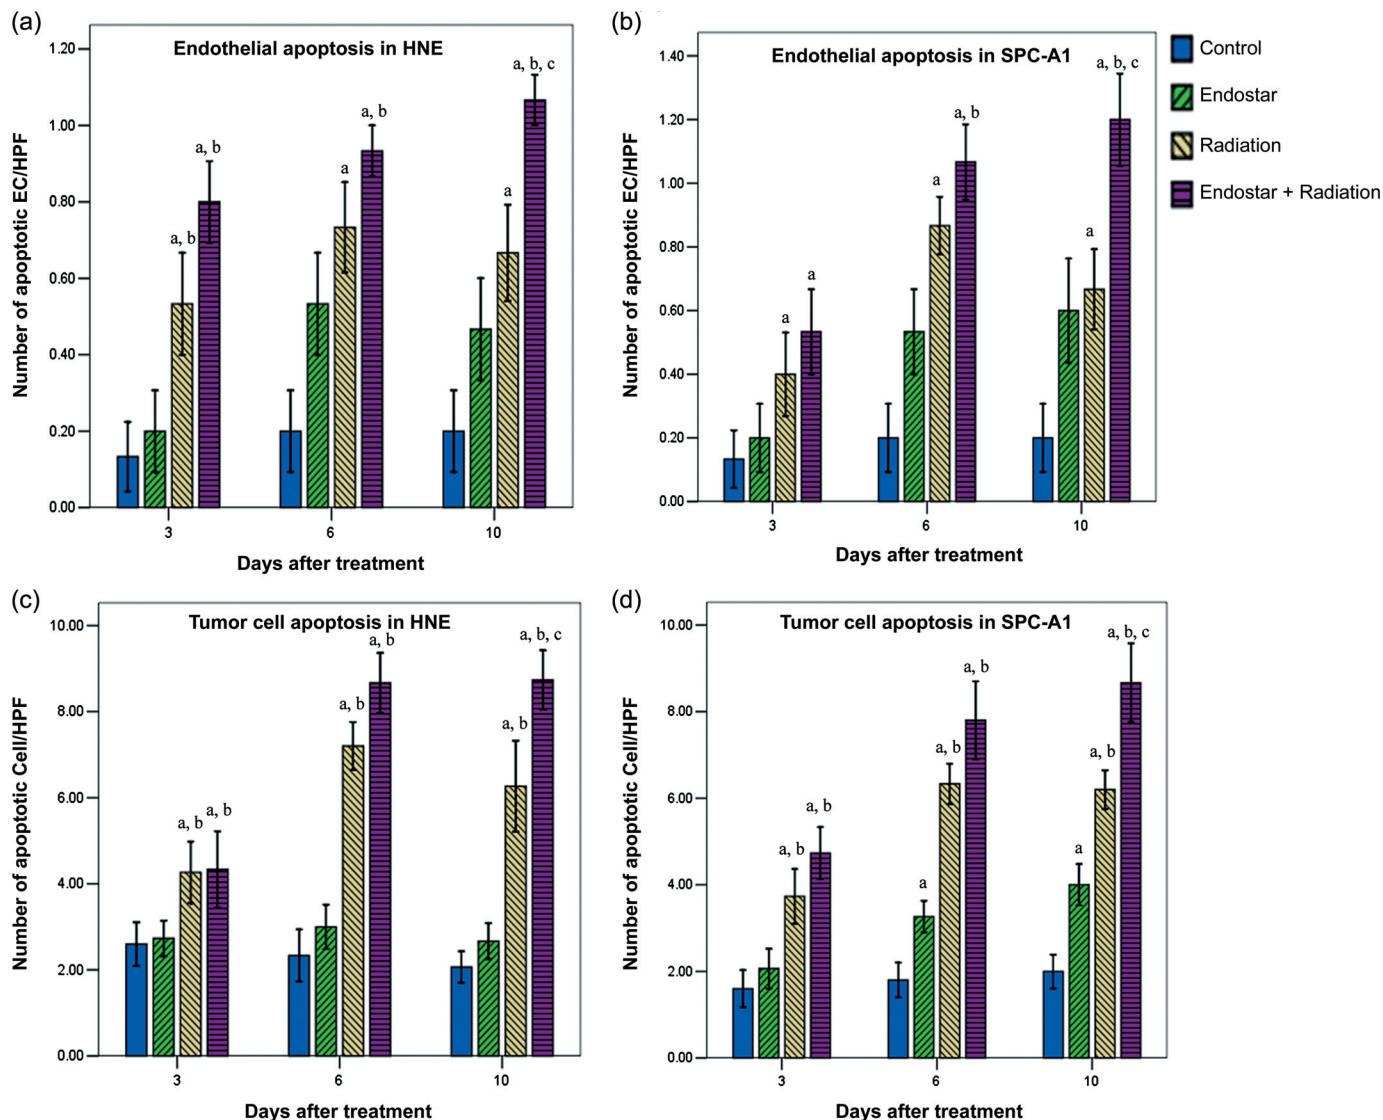 (a)
Endothelial apoptosis in HNE
Number of apoptotic EC/HPF
1.20
1.00
0.80
0.60
0.40
0.20
0.00
a, b
a, b
a
a, b
a
a, b, c
3
6
10
Days after treatment
(b)
Endothelial apoptosis in SPC-A1
Number of apoptotic EC/HPF
1.40
1.20
1.00
0.80
0.60
0.40
0.20
0.00
a
a
a
a, b
a
a, b, c
3
6
10
Days after treatment
Control
Endostar
Radiation
Endostar + Radiation
(c)
Tumor cell apoptosis in HNE
Number of apoptotic Cell/HPF
10.00
8.00
6.00
4.00
2.00
0.00
a, b
a, b
a, b
a, b
a, b
a, b, c
3
6
10
Days after treatment
(d)
Tumor cell apoptosis in SPC-A1
Number of apoptotic Cell/HPF
10.00
8.00
6.00
4.00
2.00
0.00
a, b
a, b
a
a, b
a, b
a
a, b
a, b, c
3
6
10
Days after treatment